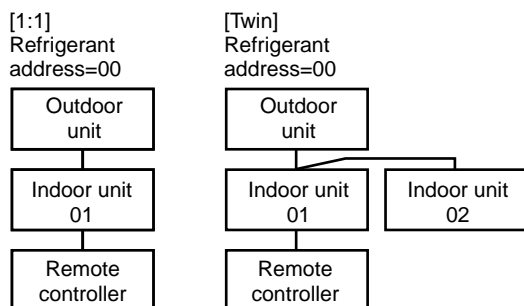 [1:1]
Refrigerant
address=00
Outdoor
unit
Indoor unit
01
Remote
controller
[Twin]
Refrigerant
address=00
Outdoor
unit
Indoor unit
01
Indoor unit
02
Remote
controller